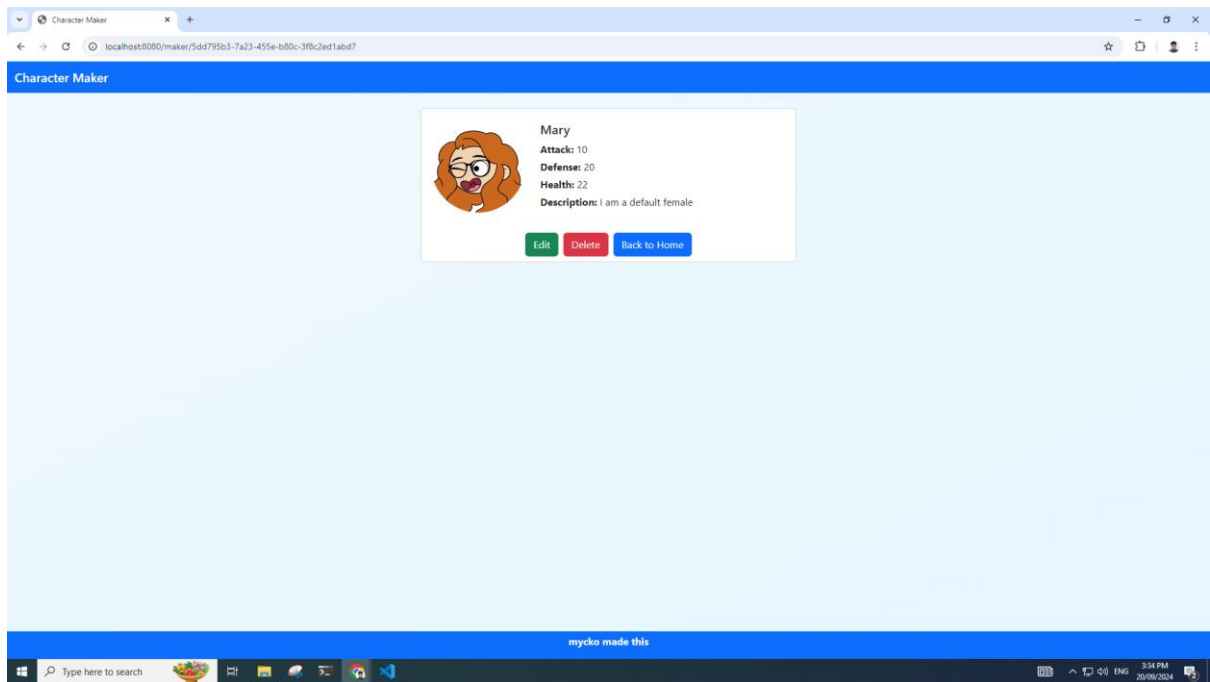 Character Maker
localhost:8080/maker/5dd795b3-7a23-455e-b80c-3f8c2ed1abd7
Character Maker
Mary
Attack: 10
Defense: 20
Health: 22
Description: I am a default female
Edit Delete Back to Home
mycko made this
Type here to search
ENG
3:34 PM
20/09/2024
2